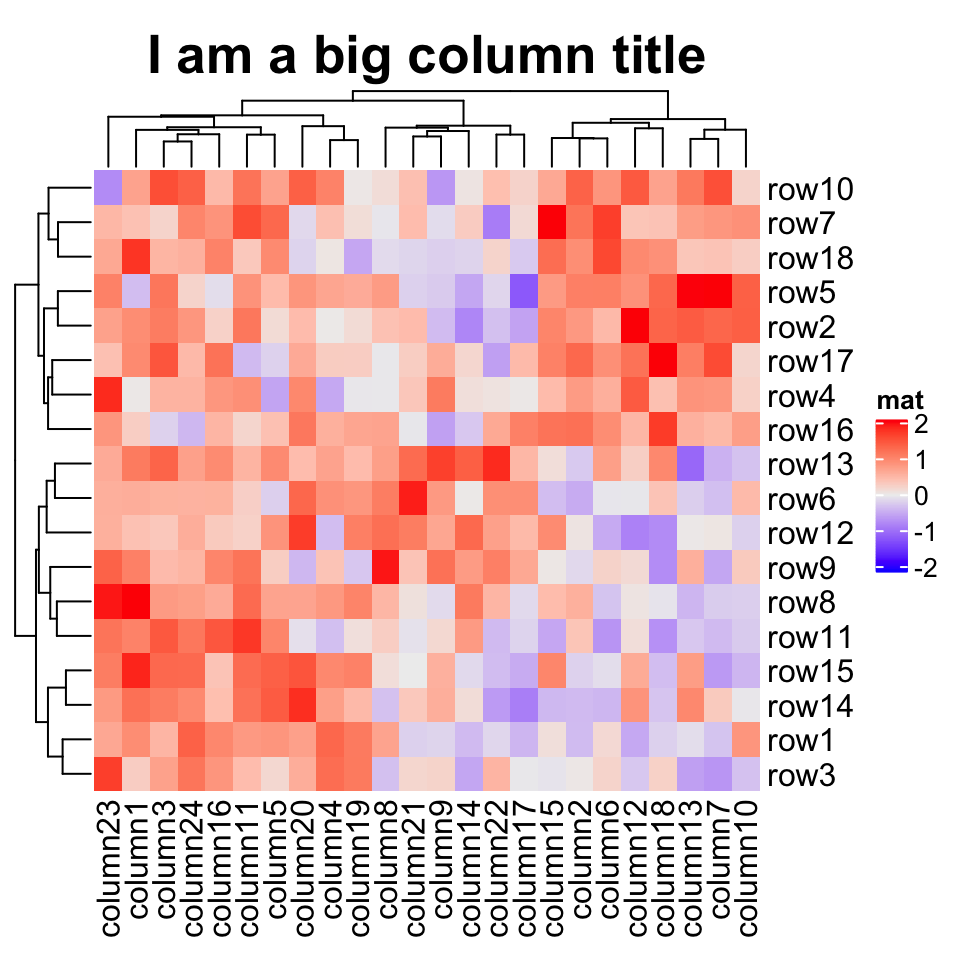 I am a big column title
row10
row7
row18
row5
row2
row17
row4
row16
row13
row6
row12
row9
row8
row11
row15
row14
row1
row3
mat
2
1
0
-1
-2
column23
column1
column3
column24
column16
column11
column5
column20
column4
column19
column8
column21
column9
column14
column22
column17
column15
column2
column6
column12
column18
column13
column7
column10